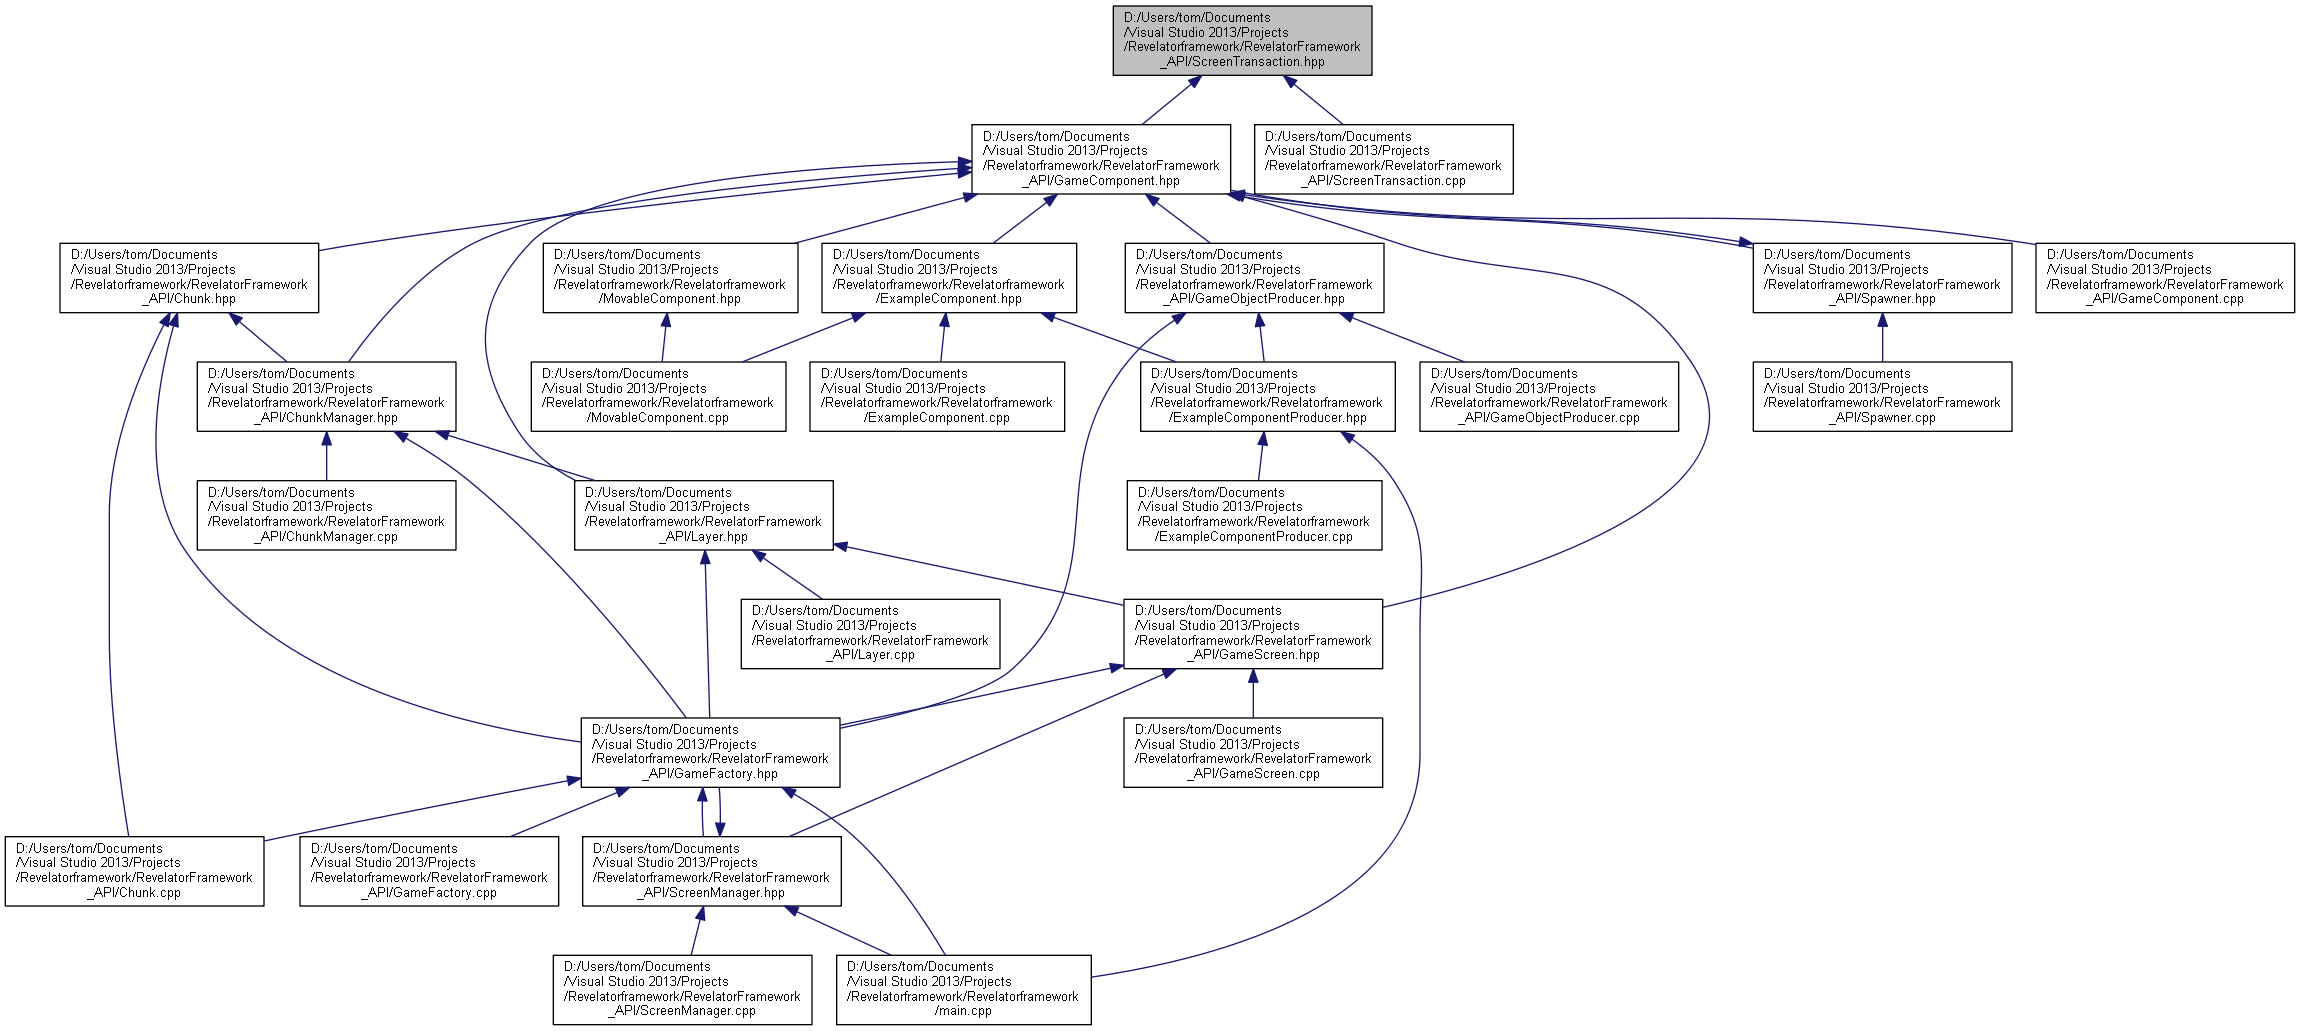 D:/Users/tom/Documents
/Visual Studio 2013/Projects
/Revelatorframework/RevelatorFramework
_API/ScreenTransaction.hpp
D:/Users/tom/Documents
/Visual Studio 2013/Projects
/Revelatorframework/RevelatorFramework
_API/GameComponent.hpp
D:/Users/tom/Documents
/Visual Studio 2013/Projects
/Revelatorframework/RevelatorFramework
_API/ScreenTransaction.cpp
D:/Users/tom/Documents
/Visual Studio 2013/Projects
/Revelatorframework/RevelatorFramework
_API/Chunk.hpp
D:/Users/tom/Documents
/Visual Studio 2013/Projects
/Revelatorframework/Revelatorframework
/MovableComponent.hpp
D:/Users/tom/Documents
/Visual Studio 2013/Projects
/Revelatorframework/Revelatorframework
/ExampleComponent.hpp
D:/Users/tom/Documents
/Visual Studio 2013/Projects
/Revelatorframework/RevelatorFramework
_API/GameObjectProducer.hpp
D:/Users/tom/Documents
/Visual Studio 2013/Projects
/Revelatorframework/RevelatorFramework
_API/Spawner.hpp
D:/Users/tom/Documents
/Visual Studio 2013/Projects
/Revelatorframework/RevelatorFramework
_API/GameComponent.cpp
D:/Users/tom/Documents
/Visual Studio 2013/Projects
/Revelatorframework/RevelatorFramework
_API/ChunkManager.hpp
D:/Users/tom/Documents
/Visual Studio 2013/Projects
/Revelatorframework/Revelatorframework
/MovableComponent.cpp
D:/Users/tom/Documents
/Visual Studio 2013/Projects
/Revelatorframework/Revelatorframework
/ExampleComponent.cpp
D:/Users/tom/Documents
/Visual Studio 2013/Projects
/Revelatorframework/Revelatorframework
/ExampleComponentProducer.hpp
D:/Users/tom/Documents
/Visual Studio 2013/Projects
/Revelatorframework/RevelatorFramework
_API/GameObjectProducer.cpp
D:/Users/tom/Documents
/Visual Studio 2013/Projects
/Revelatorframework/RevelatorFramework
_API/Spawner.cpp
D:/Users/tom/Documents
/Visual Studio 2013/Projects
/Revelatorframework/RevelatorFramework
_API/ChunkManager.cpp
D:/Users/tom/Documents
/Visual Studio 2013/Projects
/Revelatorframework/RevelatorFramework
_API/Layer.hpp
D:/Users/tom/Documents
/Visual Studio 2013/Projects
/Revelatorframework/Revelatorframework
/ExampleComponentProducer.cpp
D:/Users/tom/Documents
/Visual Studio 2013/Projects
/Revelatorframework/RevelatorFramework
_API/Layer.cpp
D:/Users/tom/Documents
/Visual Studio 2013/Projects
/Revelatorframework/RevelatorFramework
_API/GameScreen.hpp
D:/Users/tom/Documents
/Visual Studio 2013/Projects
/Revelatorframework/RevelatorFramework
_API/GameFactory.hpp
D:/Users/tom/Documents
/Visual Studio 2013/Projects
/Revelatorframework/RevelatorFramework
_API/GameScreen.cpp
D:/Users/tom/Documents
/Visual Studio 2013/Projects
/Revelatorframework/RevelatorFramework
_API/Chunk.cpp
D:/Users/tom/Documents
/Visual Studio 2013/Projects
/Revelatorframework/RevelatorFramework
_API/GameFactory.cpp
D:/Users/tom/Documents
/Visual Studio 2013/Projects
/Revelatorframework/RevelatorFramework
_API/ScreenManager.hpp
D:/Users/tom/Documents
/Visual Studio 2013/Projects
/Revelatorframework/RevelatorFramework
_API/ScreenManager.cpp
D:/Users/tom/Documents
/Visual Studio 2013/Projects
/Revelatorframework/Revelatorframework
/main.cpp